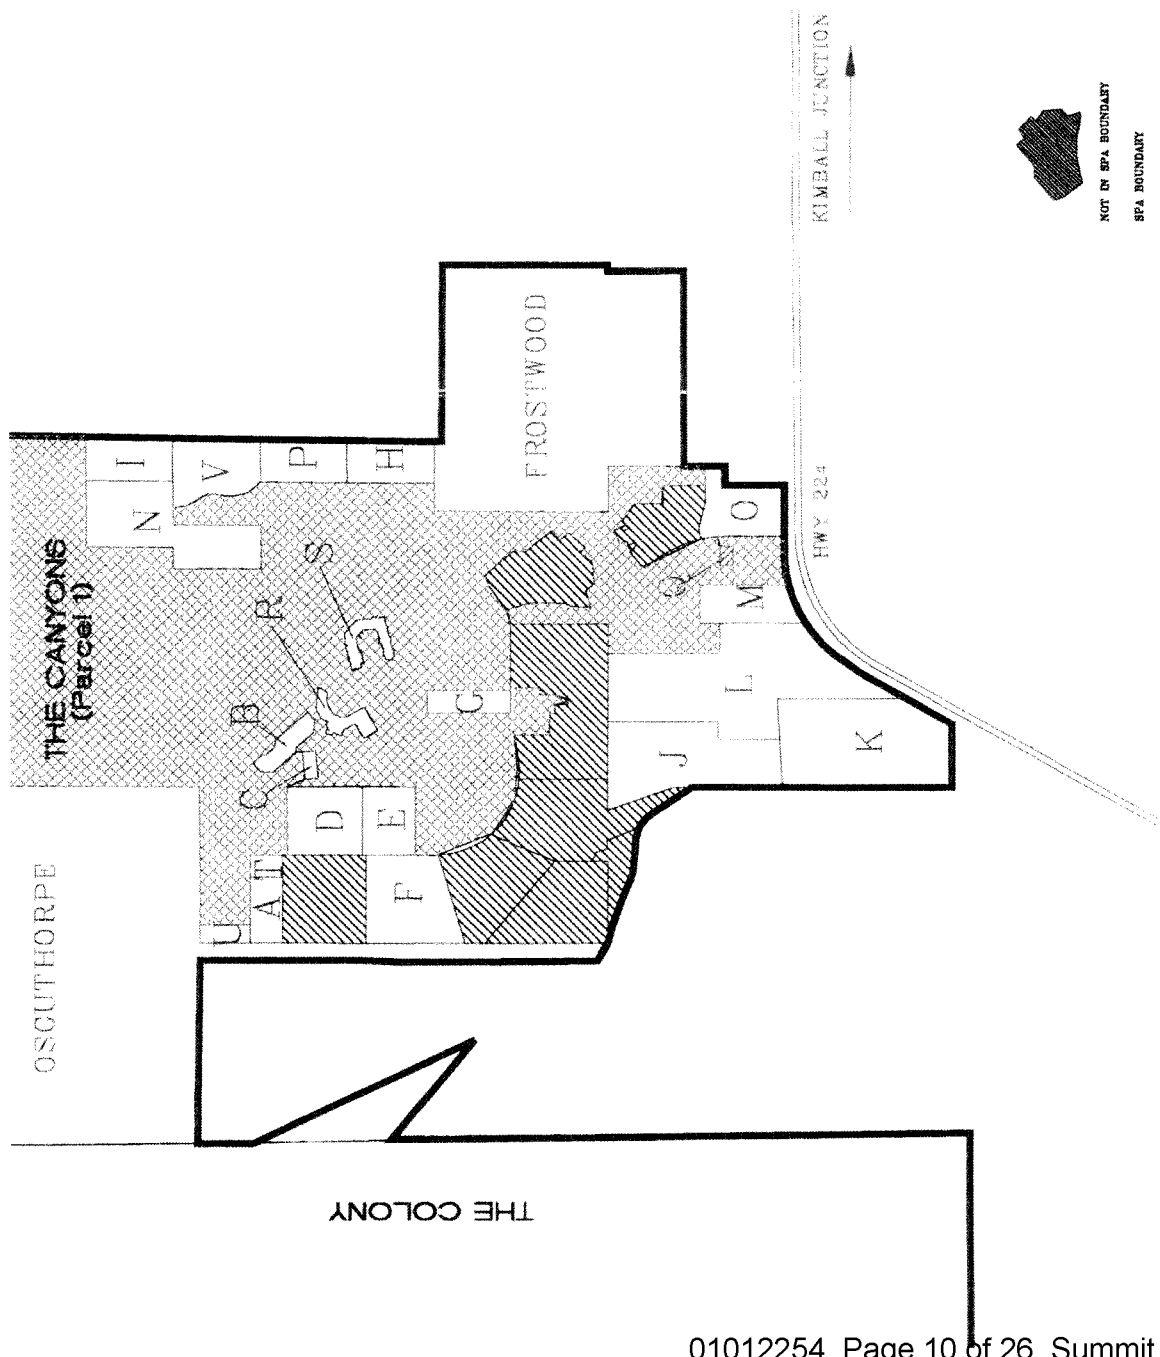 KIMBALL JUNCTION
NOT IN SPA BOUNDARY
SPA BOUNDARY
HWY 224
FROSTWOOD
THE CANYONS
(Parcel 1)
I
V
P
H
N
S
R
B
C
G
O
Q
M
L
J
K
D
E
F
T
A
U
OSGUTHORPE
THE COLONY
01012254 Page 10 of 26 Summit